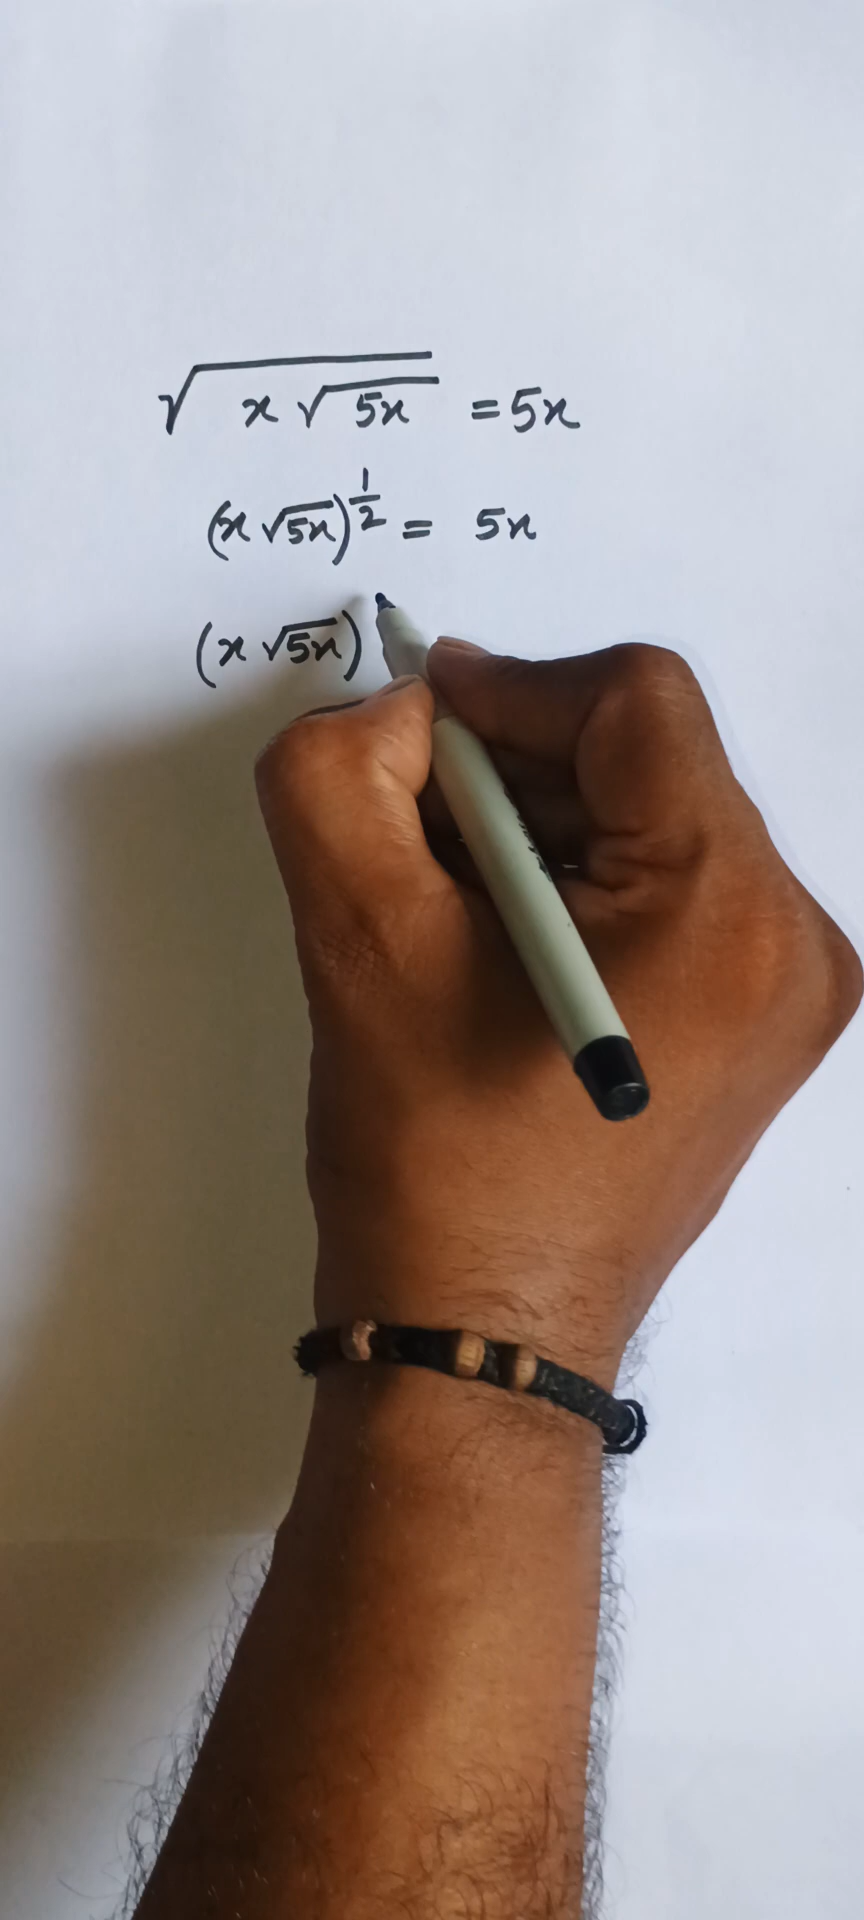 √(x√(5x)) = 5x
(x√(5x))^(1/2) = 5x
(x√(5x))